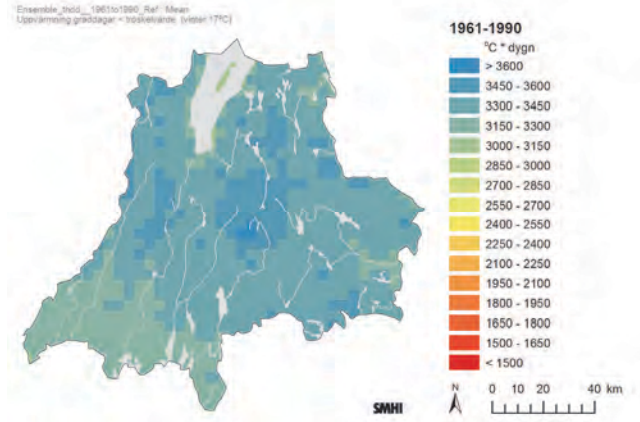 Ensemble_thdd__1961to1990_Ref : Mean
Uppvärmning graddagar < tröskelvärde (vinter 17ºC)
1961-1990
°C * dygn
> 3600
3450 - 3600
3300 - 3450
3150 - 3300
3000 - 3150
2850 - 3000
2700 - 2850
2550 - 2700
2400 - 2550
2250 - 2400
2100 - 2250
1950 - 2100
1800 - 1950
1650 - 1800
1500 - 1650
< 1500
SMHI
N
0 10 20 40 km